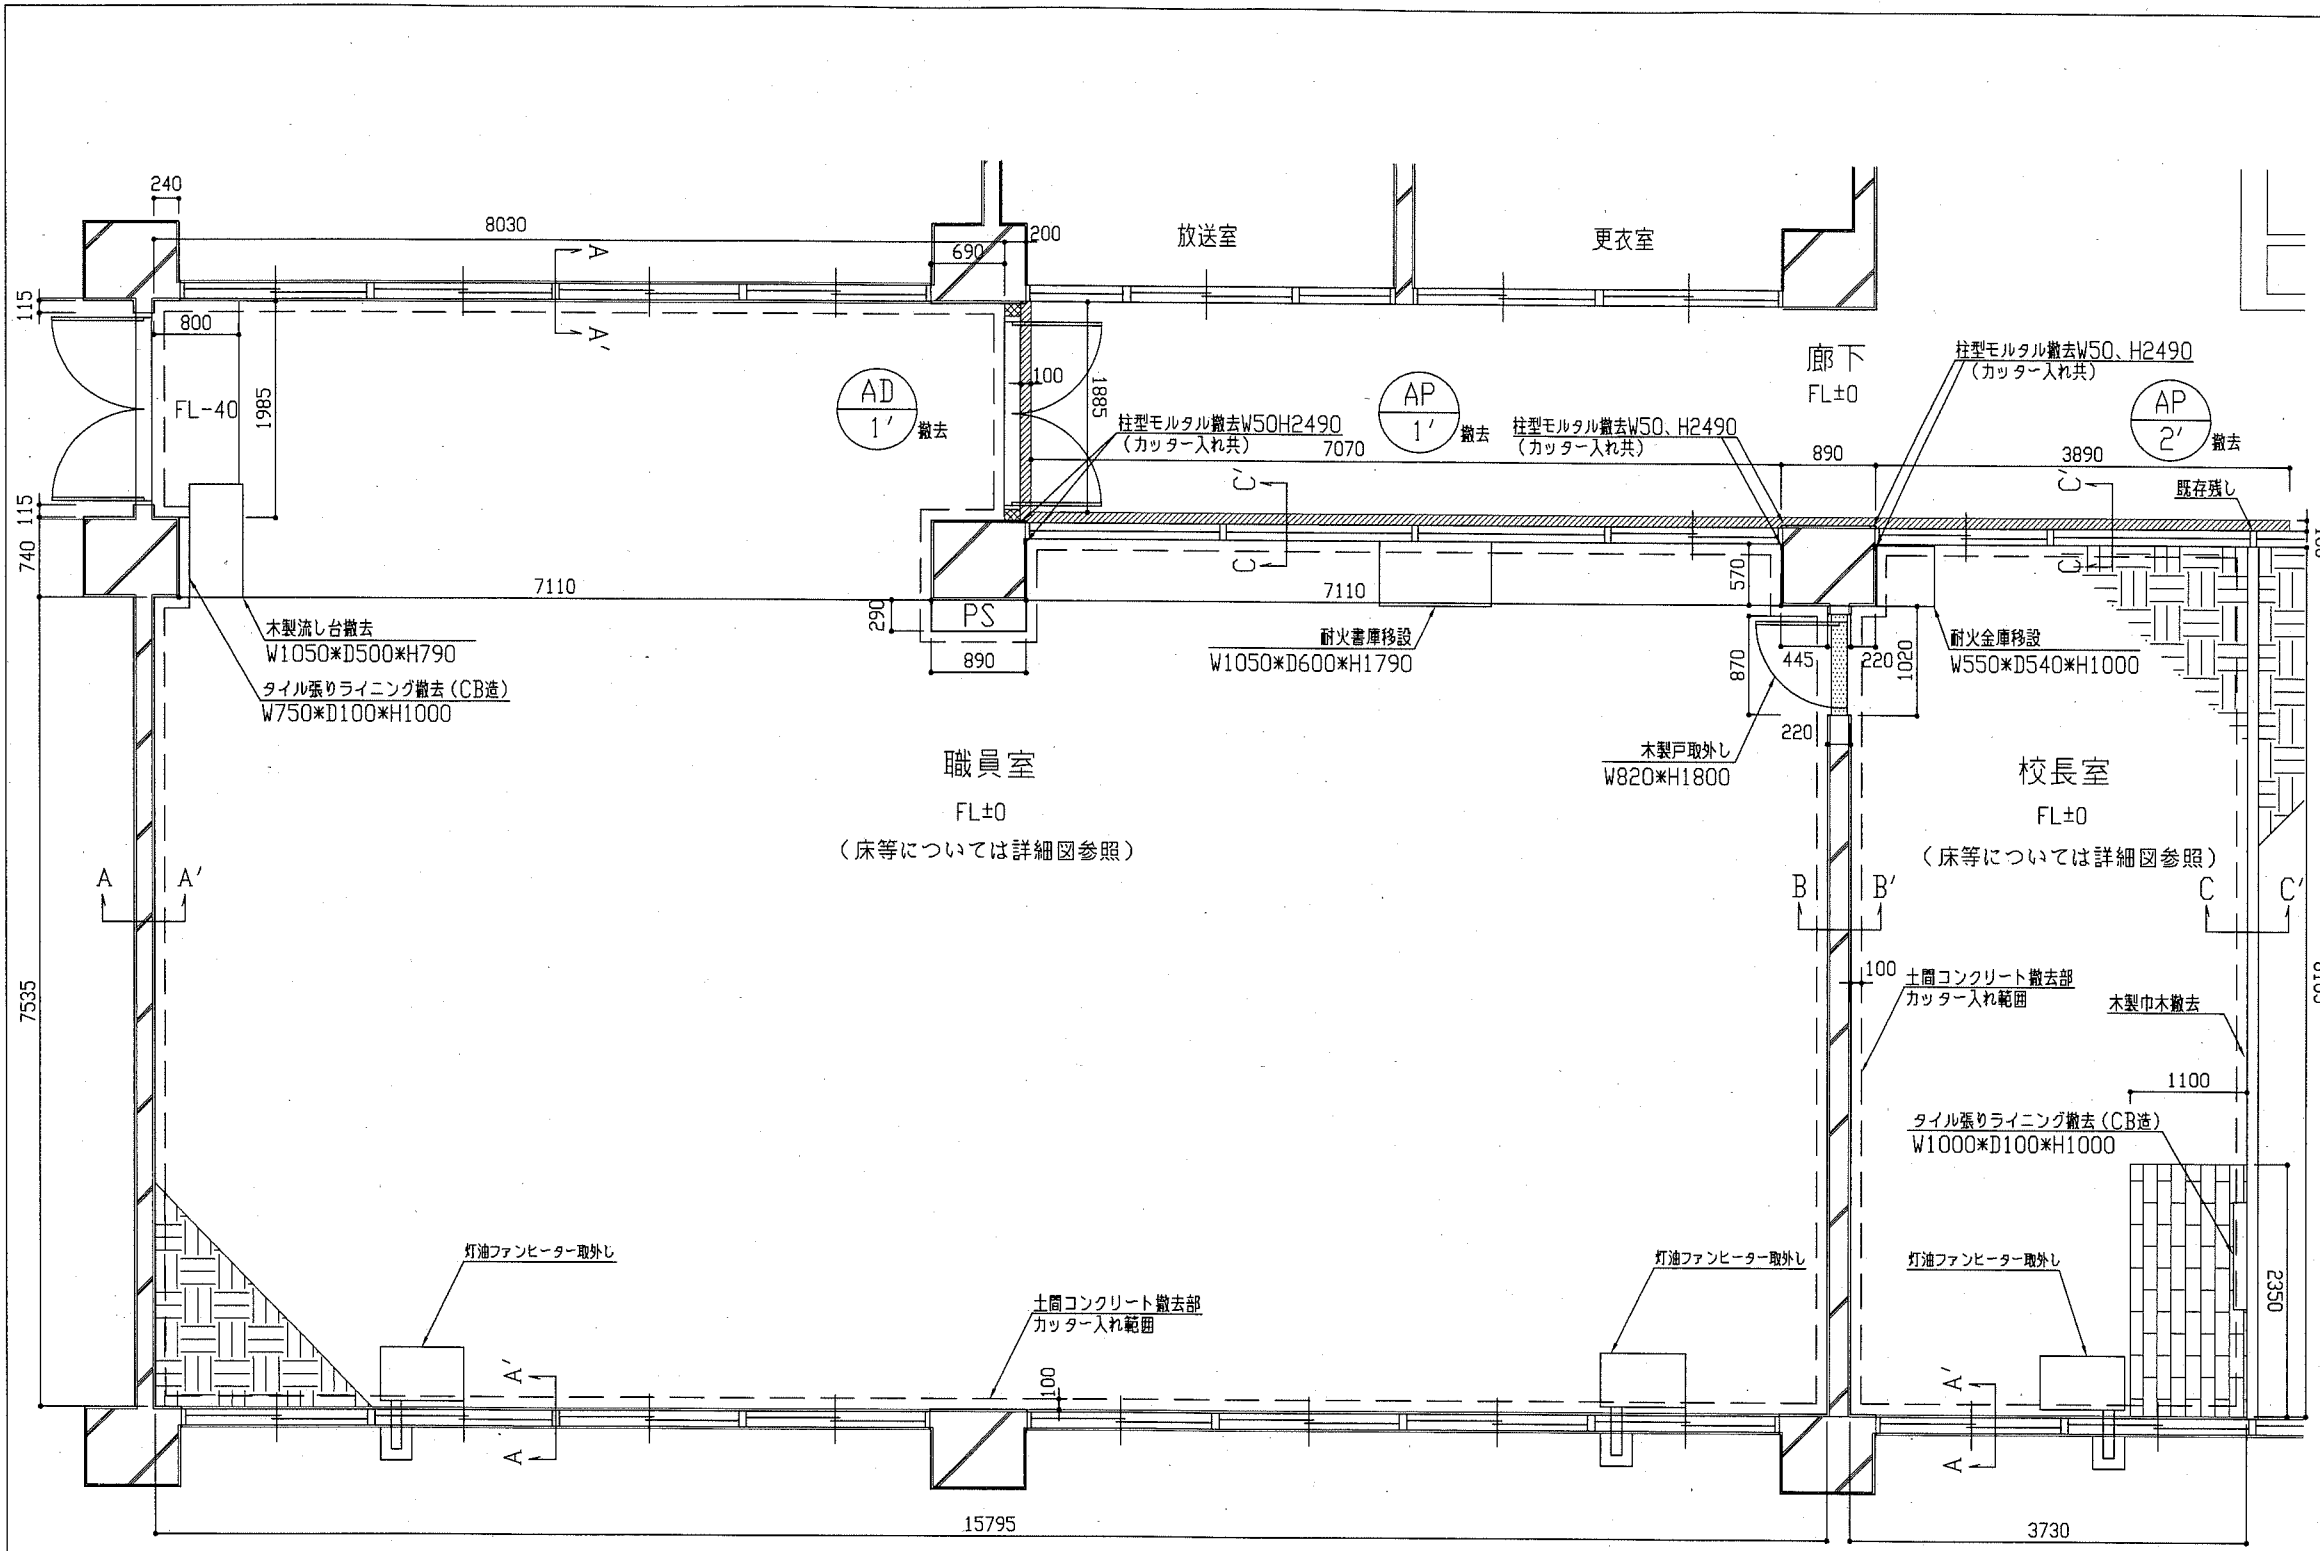 240
8030
690
200
放送室
更衣室
A
A'
115
800
FL-40
1985
115
740
AD
1'
撤去
100
1885
AP
1'
撤去
廊下
FL±0
柱型モルタル撤去W50、H2490
(カッター入れ共)
AP
2'
撤去
柱型モルタル撤去W50H2490
(カッター入れ共)
7070
柱型モルタル撤去W50、H2490
(カッター入れ共)
890
3890
既存残し
C'
C
C'
C
7110
290
PS
890
7110
570
木製流し台撤去
W1050*D500*H790
タイル張りライニング撤去(CB造)
W750*D100*H1000
耐火書庫移設
W1050*D600*H1790
870
445
220
1020
耐火金庫移設
W550*D540*H1000
220
木製戸取外し
W820*H1800
職員室
FL±0
(床等については詳細図参照)
校長室
FL±0
(床等については詳細図参照)
A
A'
B
B'
C
C'
7535
100
土間コンクリート撤去部
カッター入れ範囲
木製巾木撤去
1100
タイル張りライニング撤去(CB造)
W1000*D100*H1000
2350
灯油ファンヒーター取外し
灯油ファンヒーター取外し
灯油ファンヒーター取外し
土間コンクリート撤去部
カッター入れ範囲
100
A'
A
A'
A
15795
3730